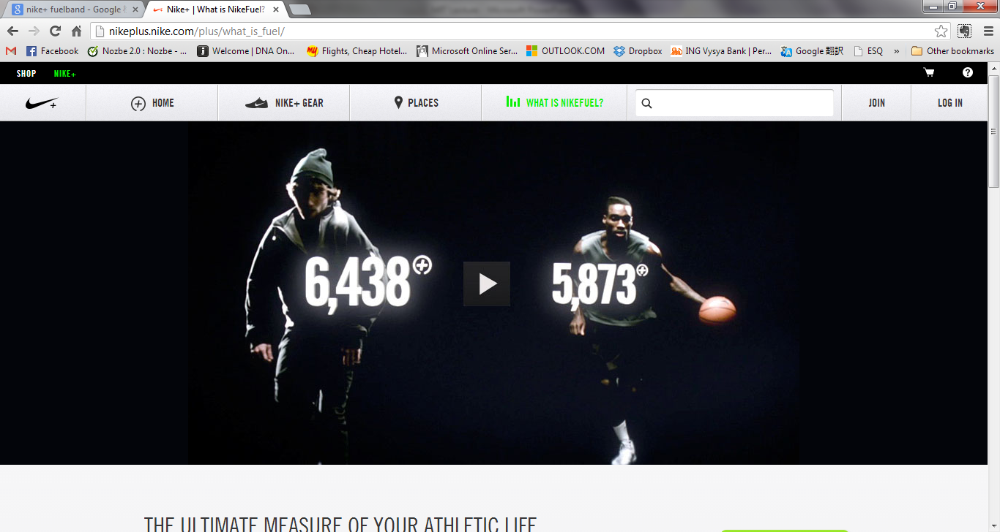 nike+ fuelband - Google
Nike+ | What is NikeFuel?
nikeplus.nike.com/plus/what_is_fuel/
Facebook Nozbe 2.0 : Nozbe - ... Welcome | DNA On... Flights, Cheap Hotel... Microsoft Online Ser... OUTLOOK.COM Dropbox ING Vysya Bank | Per... Google 翻訳 ESQ » Other bookmarks
SHOP NIKE+
HOME NIKE+ GEAR PLACES WHAT IS NIKEFUEL? JOIN LOG IN
6,438
5,873
THE ULTIMATE MEASURE OF YOUR ATHLETIC LIFE